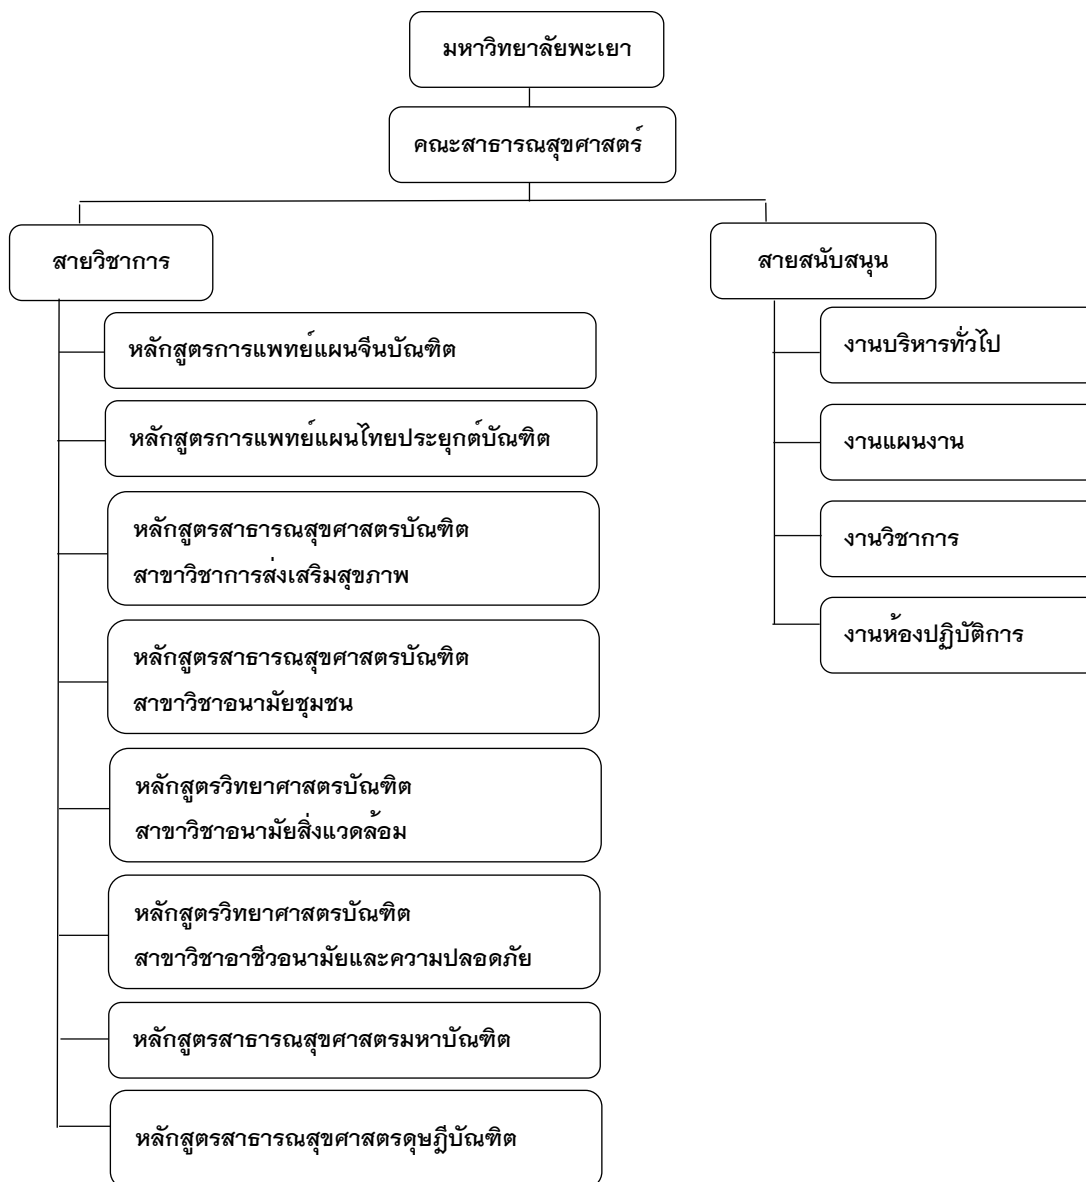 มหาวิทยาลัยพะเยา
คณะสาธารณสุขศาสตร์
สายวิชาการ
หลักสูตรการแพทย์แผนจีนบัณฑิต
หลักสูตรการแพทย์แผนไทยประยุกต์บัณฑิต
หลักสูตรสาธารณสุขศาสตรบัณฑิต
สาขาวิชาการส่งเสริมสุขภาพ
หลักสูตรสาธารณสุขศาสตรบัณฑิต
สาขาวิชาอนามัยชุมชน
หลักสูตรวิทยาศาสตรบัณฑิต
สาขาวิชาอนามัยสิ่งแวดล้อม
หลักสูตรวิทยาศาสตรบัณฑิต
สาขาวิชาอาชีวอนามัยและความปลอดภัย
หลักสูตรสาธารณสุขศาสตรมหาบัณฑิต
หลักสูตรสาธารณสุขศาสตรดุษฎีบัณฑิต
สายสนับสนุน
งานบริหารทั่วไป
งานแผนงาน
งานวิชาการ
งานห้องปฏิบัติการ